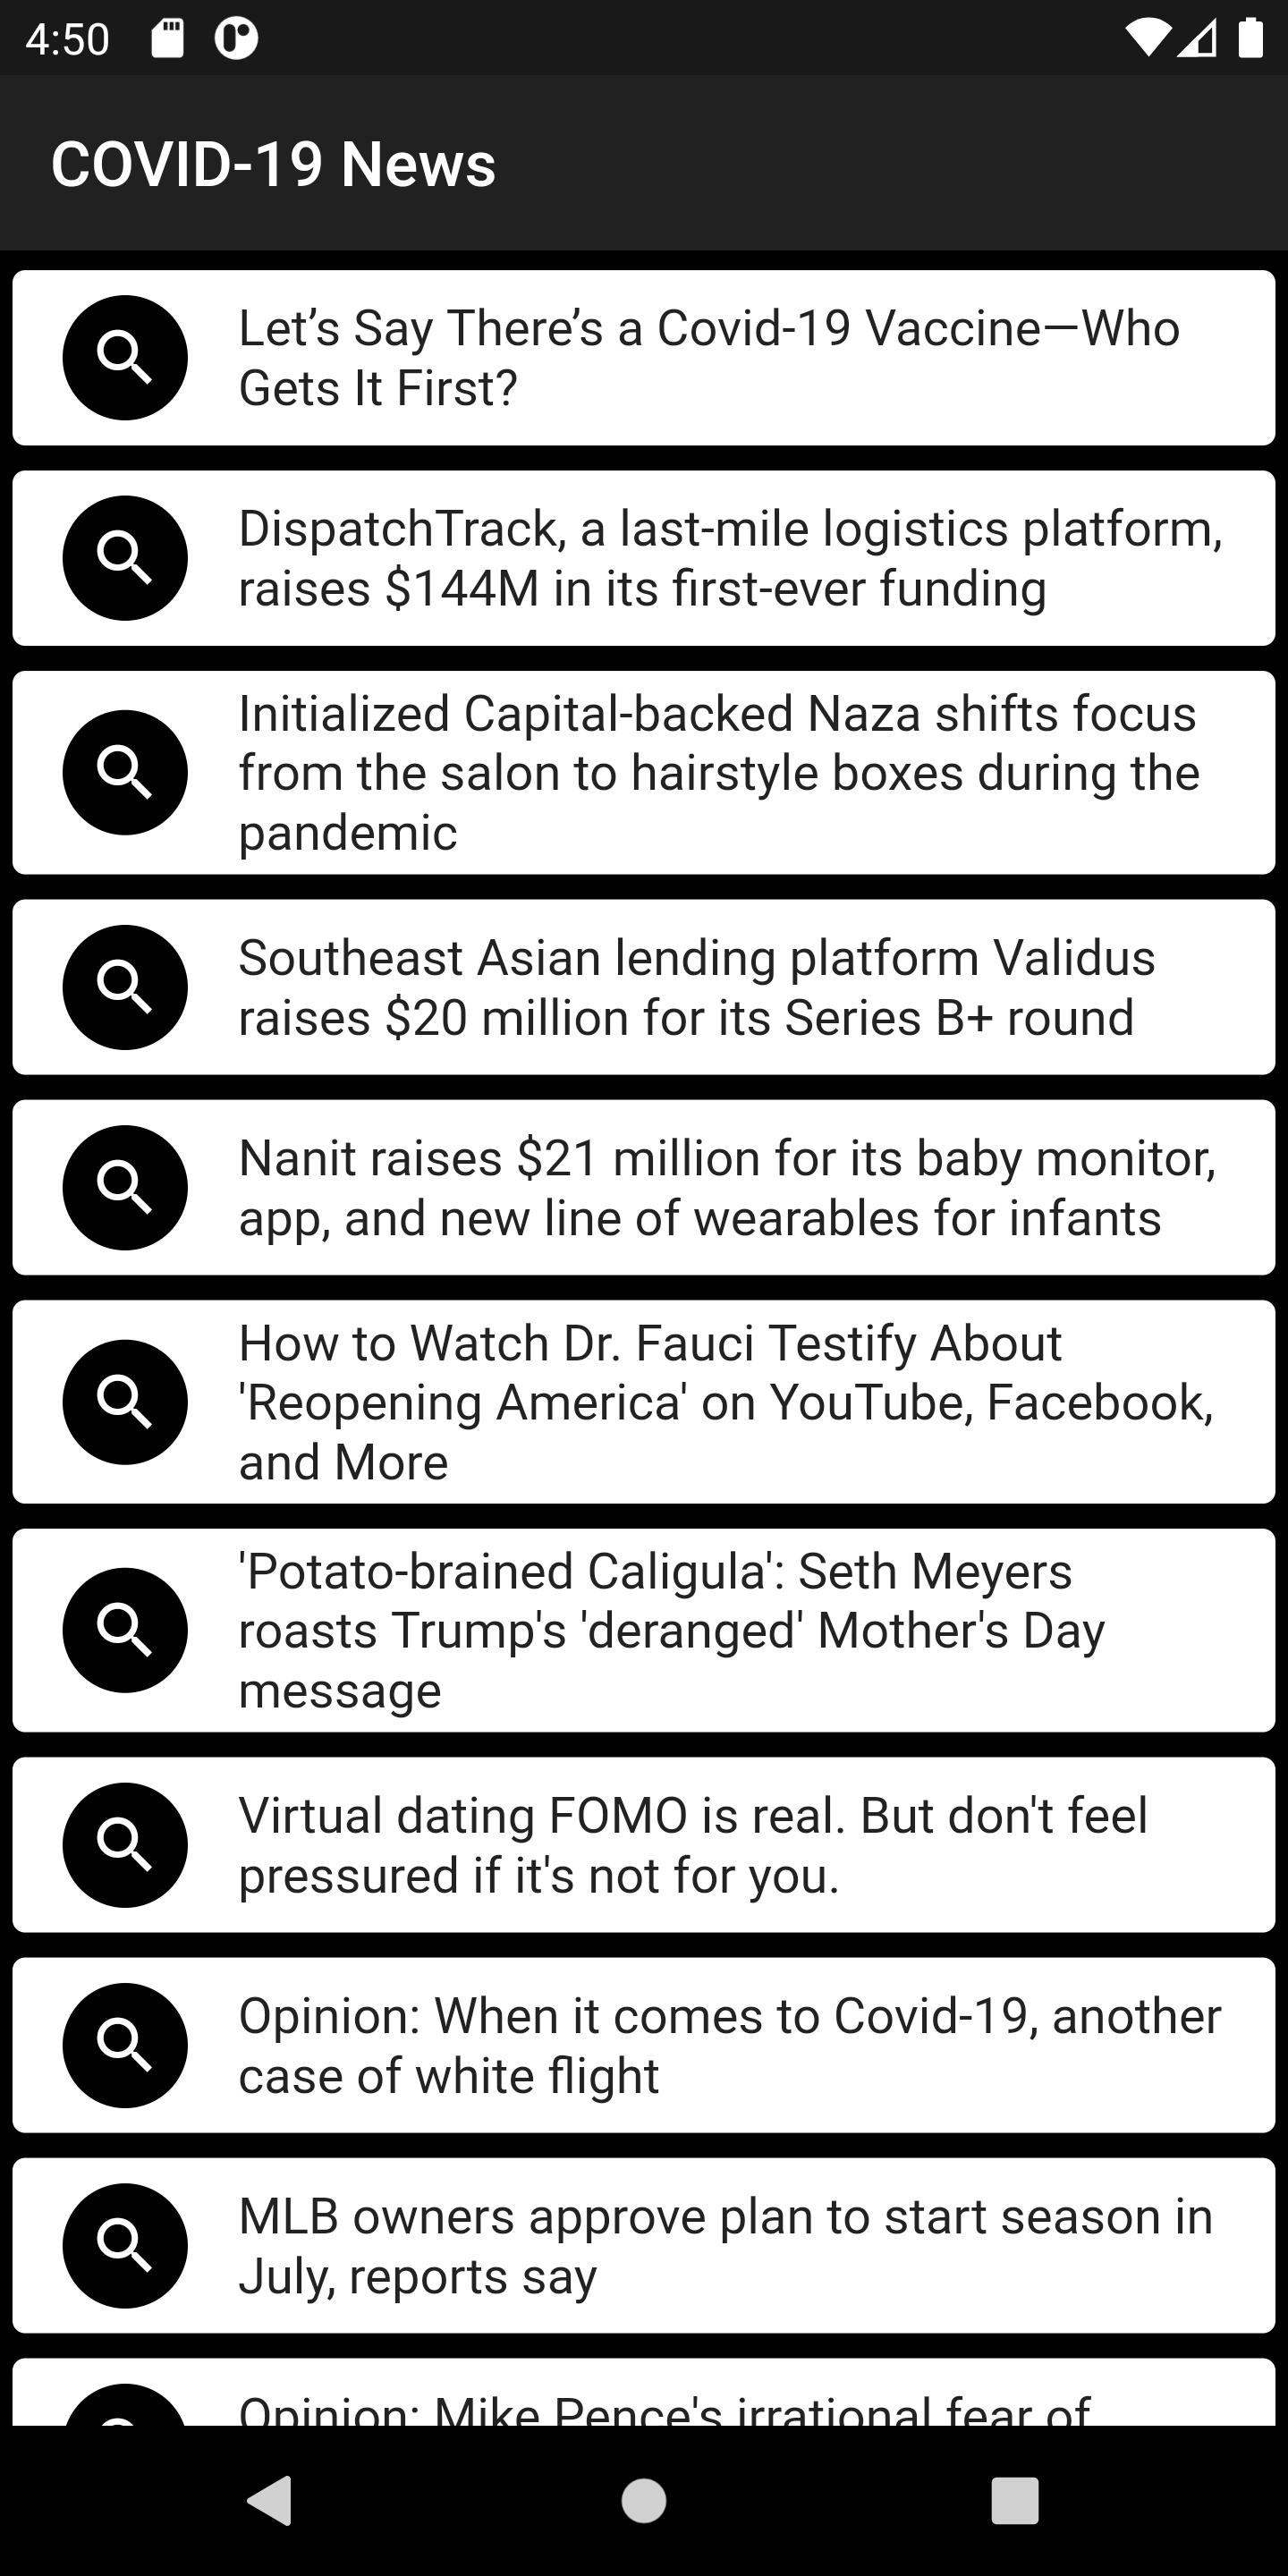 4:50
COVID-19 News
Let’s Say There’s a Covid-19 Vaccine—Who
Gets It First?
DispatchTrack, a last-mile logistics platform,
raises $144M in its first-ever funding
Initialized Capital-backed Naza shifts focus
from the salon to hairstyle boxes during the
pandemic
Southeast Asian lending platform Validus
raises $20 million for its Series B+ round
Nanit raises $21 million for its baby monitor,
app, and new line of wearables for infants
How to Watch Dr. Fauci Testify About
'Reopening America' on YouTube, Facebook,
and More
'Potato-brained Caligula': Seth Meyers
roasts Trump's 'deranged' Mother's Day
message
Virtual dating FOMO is real. But don't feel
pressured if it's not for you.
Opinion: When it comes to Covid-19, another
case of white flight
MLB owners approve plan to start season in
July, reports say
Opinion: Mike Pence's irrational fear of